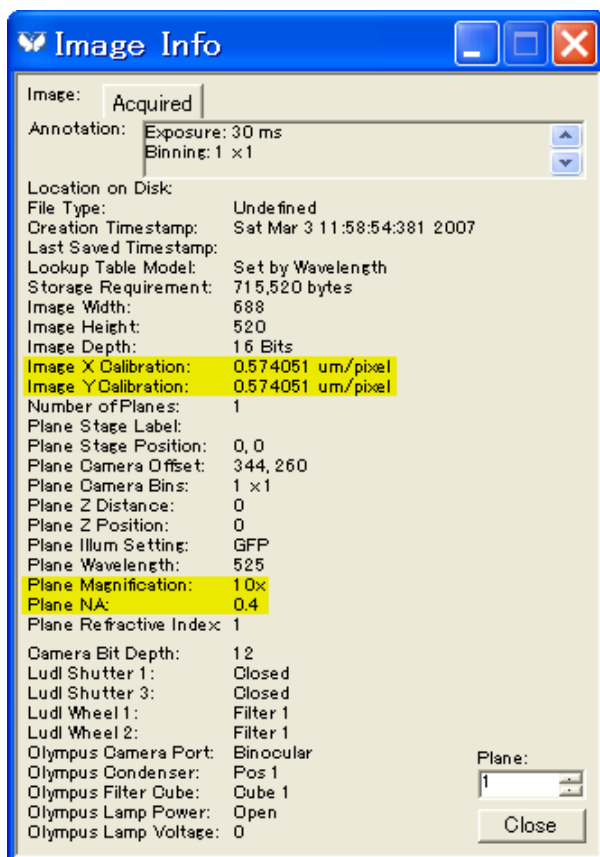 Image Info
Image: Acquired
Annotation: Exposure: 30 ms
Binning: 1 x1
Location on Disk:
File Type: Undefined
Creation Timestamp: Sat Mar 3 11:58:54:381 2007
Last Saved Timestamp:
Lookup Table Model: Set by Wavelength
Storage Requirement: 715,520 bytes
Image Width: 688
Image Height: 520
Image Depth: 16 Bits
Image X Calibration: 0.574051 um/pixel
Image Y Calibration: 0.574051 um/pixel
Number of Planes: 1
Plane Stage Label:
Plane Stage Position: 0, 0
Plane Camera Offset: 344, 260
Plane Camera Bins: 1 x1
Plane Z Distance: 0
Plane Z Position: 0
Plane Illum Setting: GFP
Plane Wavelength: 525
Plane Magnification: 10x
Plane NA: 0.4
Plane Refractive Index: 1
Camera Bit Depth: 12
Ludl Shutter 1: Closed
Ludl Shutter 3: Closed
Ludl Wheel 1: Filter 1
Ludl Wheel 2: Filter 1
Olympus Camera Port: Binocular
Olympus Condenser: Pos 1
Olympus Filter Cube: Cube 1
Olympus Lamp Power: Open
Olympus Lamp Voltage: 0
Plane:
1
Close